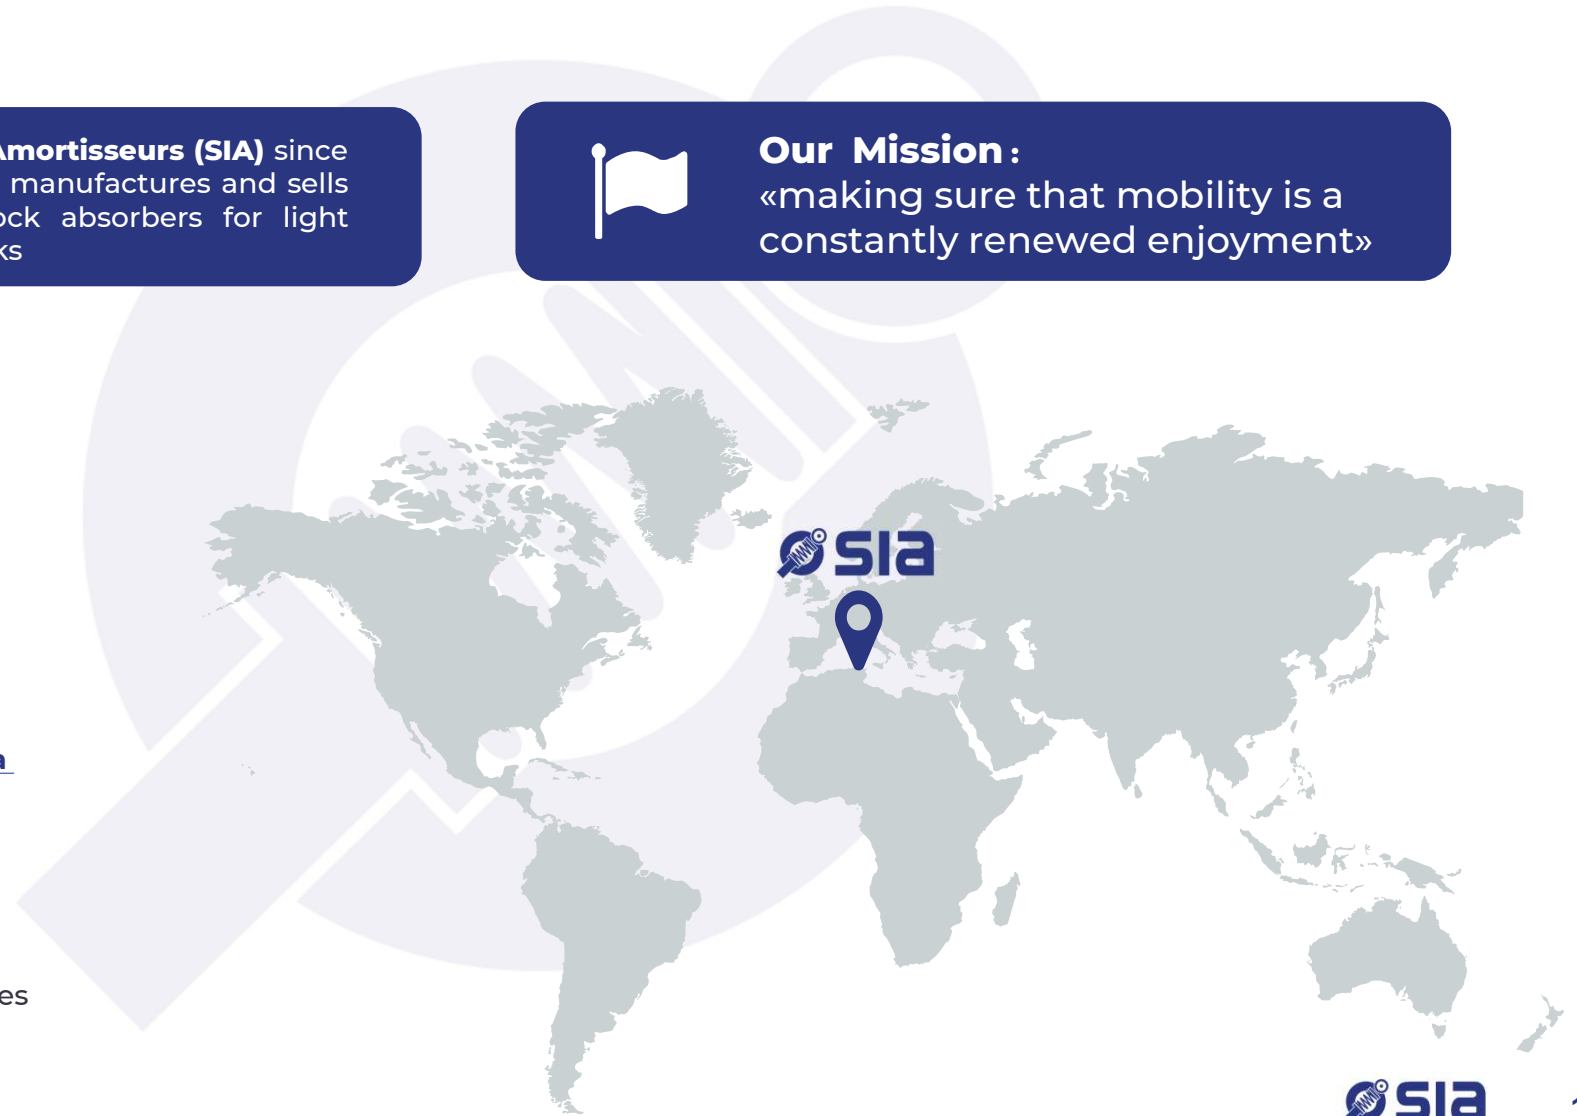 Amortisseurs (SIA) since
manufactures and sells
ock absorbers for light
ks
Our Mission :
«making sure that mobility is a
constantly renewed enjoyment»
sia
a
es
sia